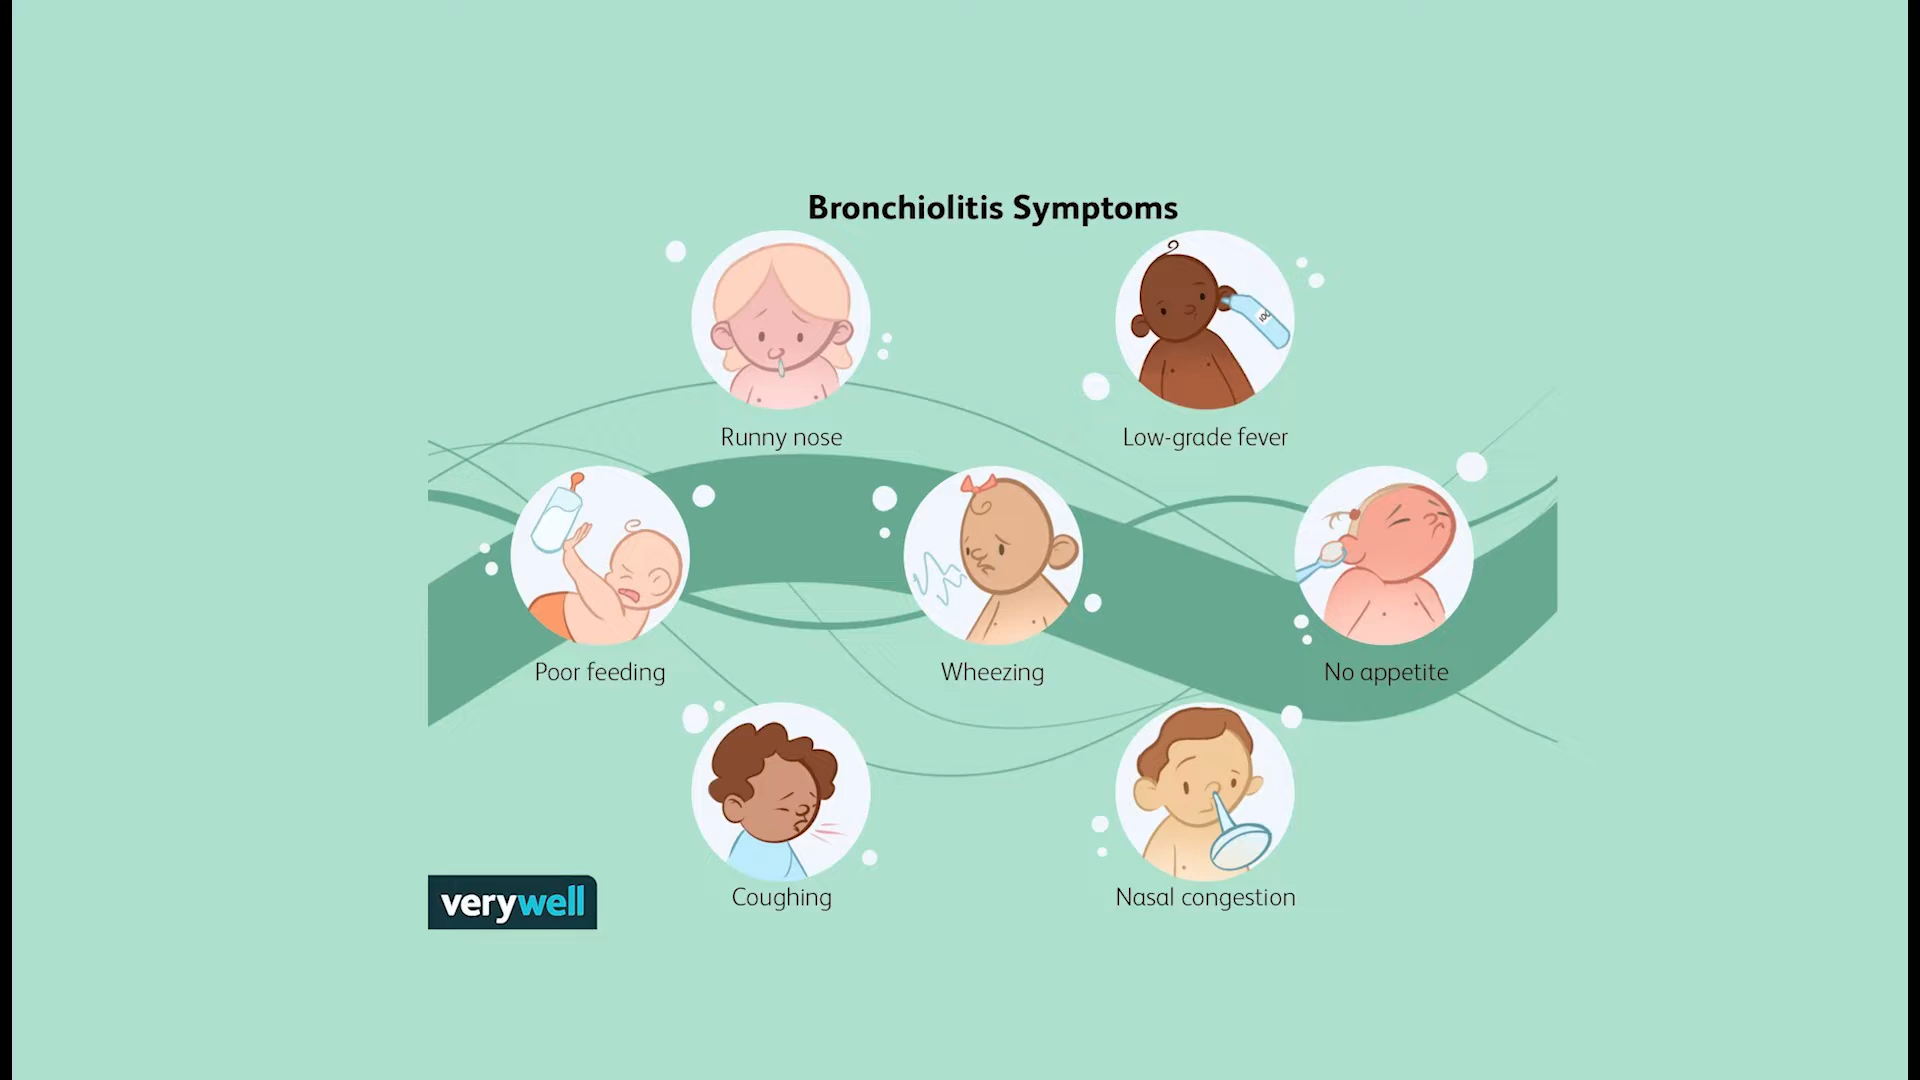 Bronchiolitis Symptoms
Runny nose
Low-grade fever
Poor feeding
Wheezing
No appetite
Coughing
Nasal congestion
verywell